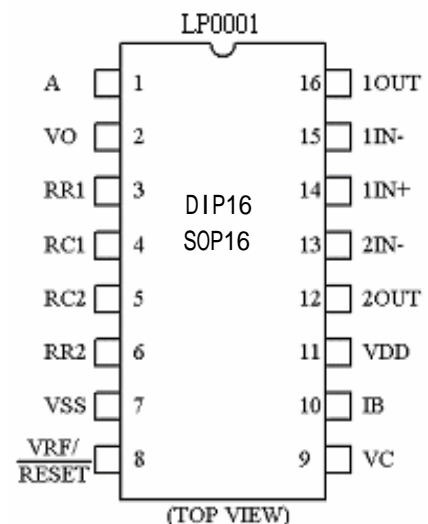 LP0001
A 1 16 1OUT
VO 2 15 1IN-
RR1 3 14 1IN+
DIP16
RC1 4 SOP16 13 2IN-
RC2 5 12 2OUT
RR2 6 11 VDD
VSS 7 10 IB
VRF/
RESET 8 9 VC
(TOP VIEW)